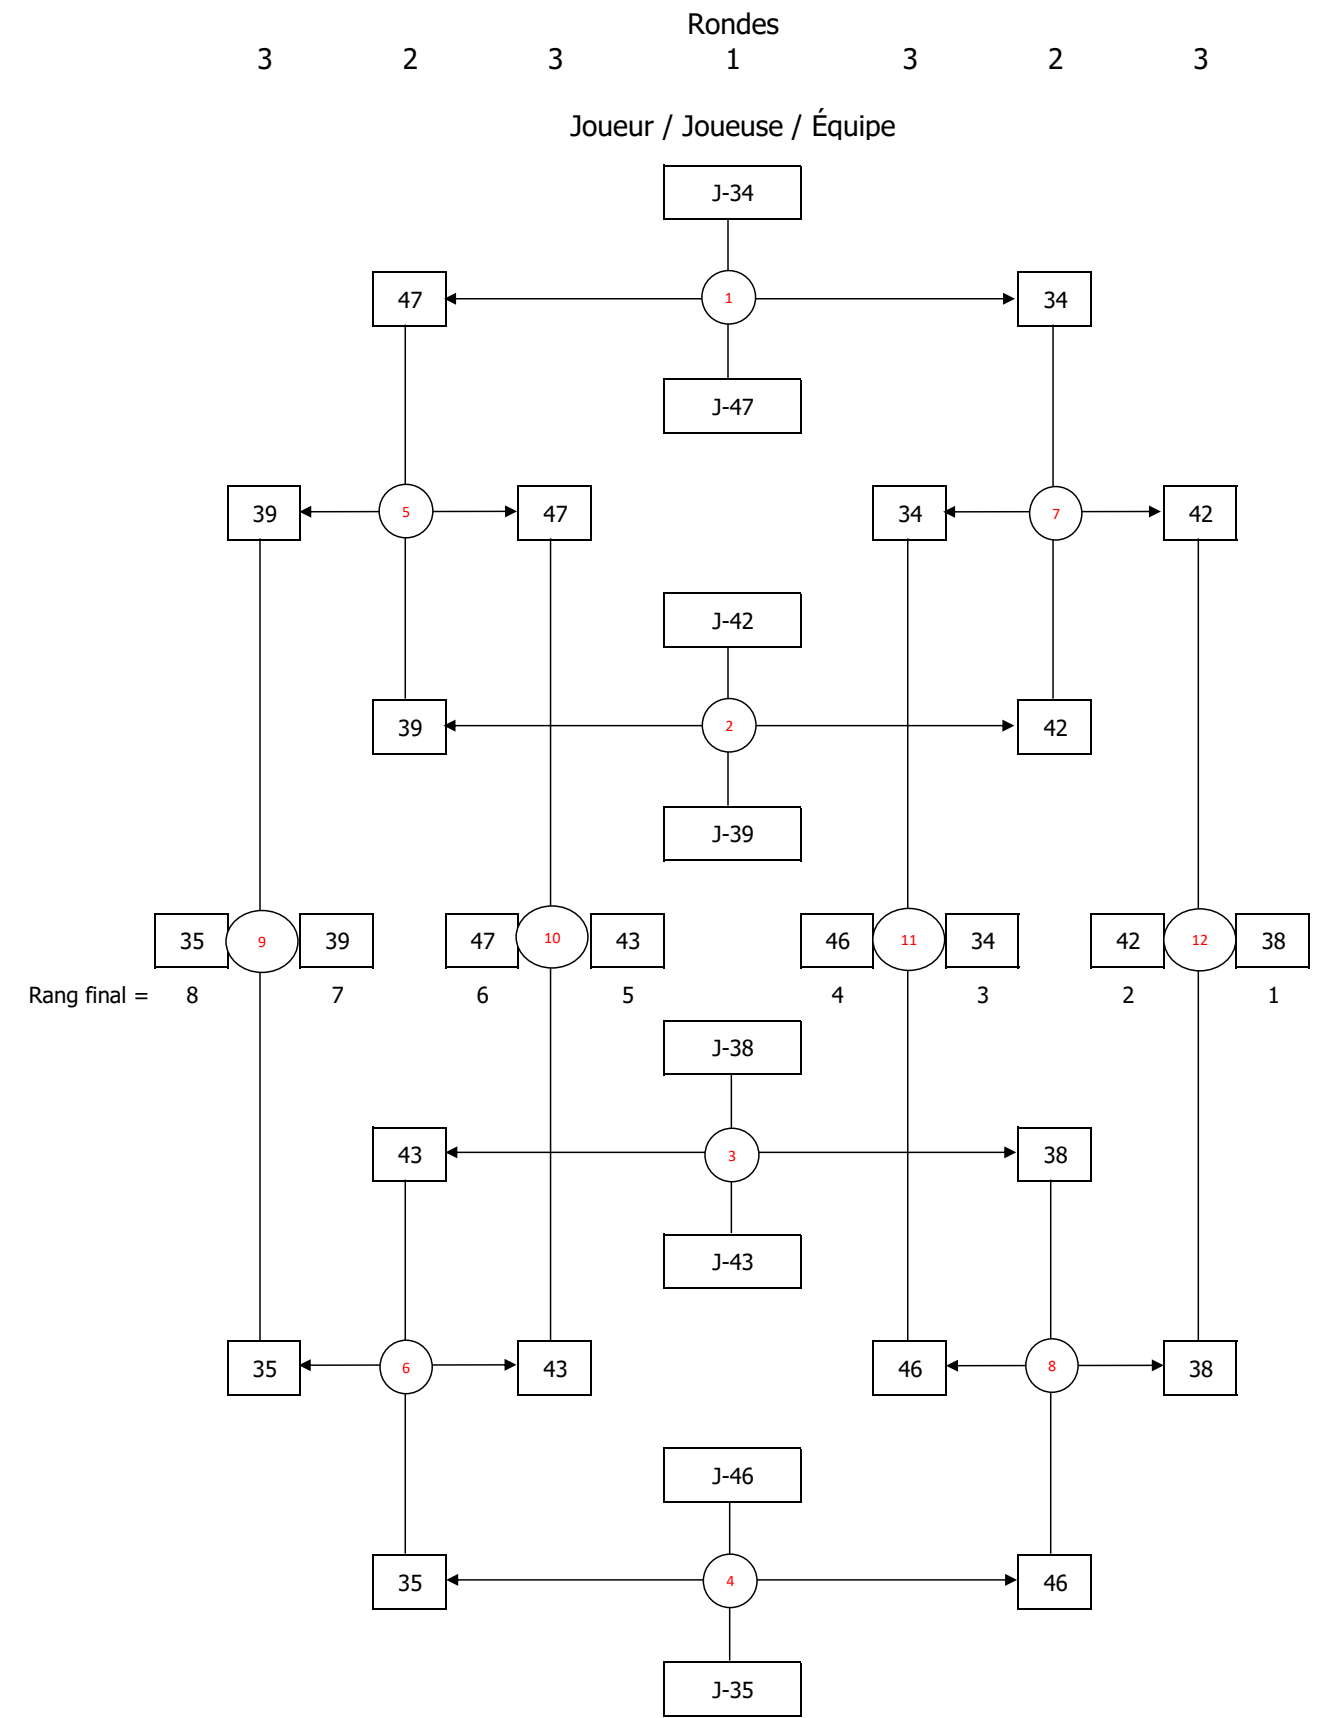 Rondes
3 2 3 1 3 2 3
Joueur / Joueuse / Équipe
J-34
47 1 34
J-47
39 5 47 34 7 42
J-42
39 2 42
J-39
35 9 39 47 10 43 46 11 34 42 12 38
Rang final = 8 7 6 5 4 3 2 1
J-38
43 3 38
J-43
35 6 43 46 8 38
J-46
35 4 46
J-35